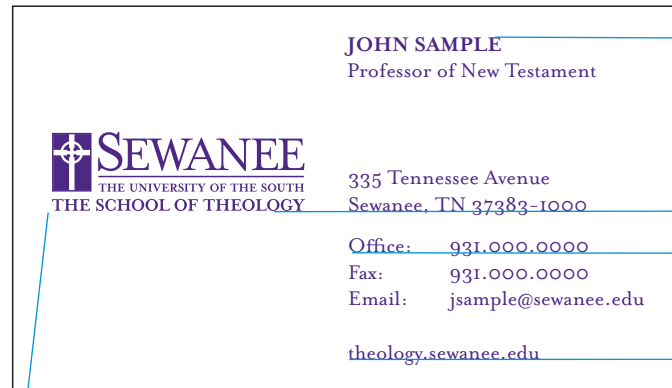 JOHN SAMPLE
Professor of New Testament
SEWANEE
THE UNIVERSITY OF THE SOUTH
THE SCHOOL OF THEOLOGY
335 Tennessee Avenue
Sewanee, TN 37383-1000
Office: 931.000.0000
Fax: 931.000.0000
Email: jsample@sewanee.edu
theology.sewanee.edu